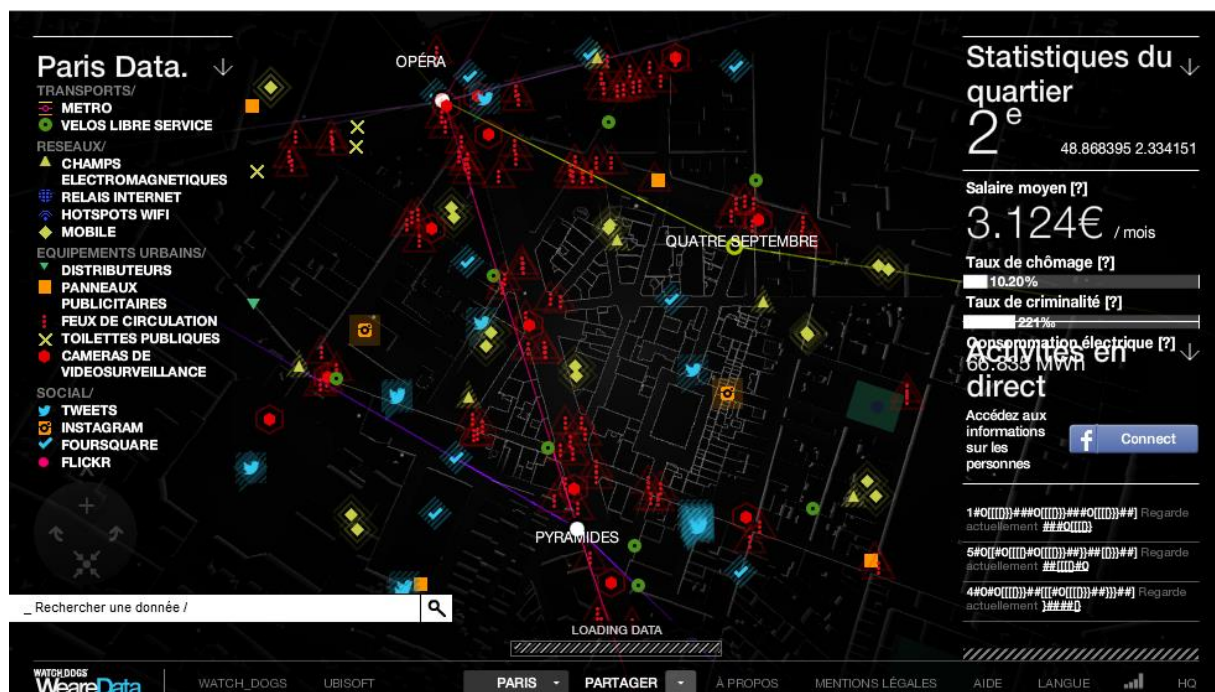 Paris Data.
TRANSPORTS/
METRO
VELOS LIBRE SERVICE
RESEAUX/
CHAMPS
ELECTROMAGNETIQUES
RELAIS INTERNET
HOTSPOTS WIFI
MOBILE
EQUIPEMENTS URBAINS/
DISTRIBUTEURS
PANNEAUX
PUBLICITAIRES
FEUX DE CIRCULATION
TOILETTES PUBLIQUES
CAMERAS DE
VIDEOSURVEILLANCE
SOCIAL/
TWEETS
INSTAGRAM
FOURSQUARE
FLICKR
OPÉRA
QUATRE SEPTEMBRE
PYRAMIDES
Statistiques du
quartier
2e
48.868395 2.334151
Salaire moyen [?]
3.124€ / mois
Taux de chômage [?]
10.20%
Taux de criminalité [?]
221‰
Consommation électrique [?]
66.835 MWh
Activités en
direct
Accédez aux
informations
sur les
personnes
f Connect
Regarde
actuellement
Regarde
actuellement
Regarde
actuellement
_ Rechercher une donnée /
LOADING DATA
WATCH_DOGS
WeareData
WATCH_DOGS UBISOFT PARIS PARTAGER À PROPOS MENTIONS LÉGALES AIDE LANGUE HQ